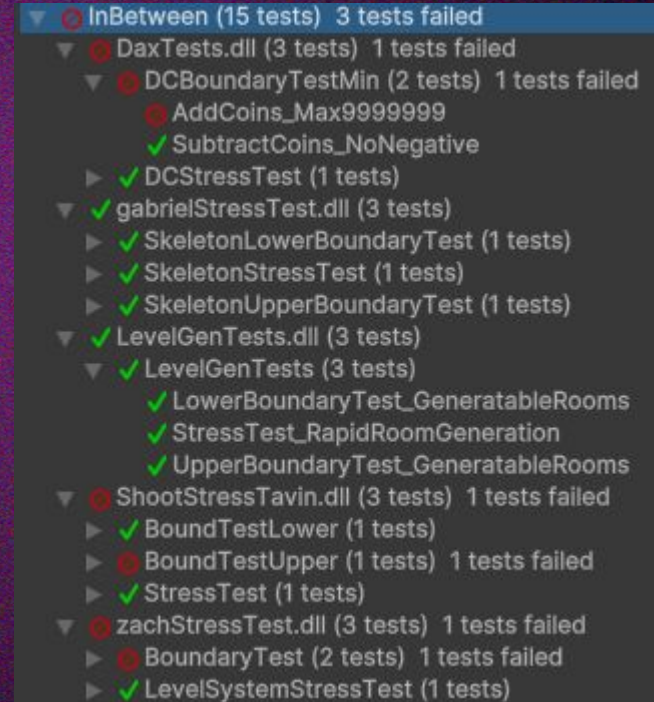 InBetween (15 tests) 3 tests failed
DaxTests.dll (3 tests) 1 tests failed
DCBoundaryTestMin (2 tests) 1 tests failed
AddCoins_Max9999999
SubtractCoins_NoNegative
DCStressTest (1 tests)
gabrielStressTest.dll (3 tests)
SkeletonLowerBoundaryTest (1 tests)
SkeletonStressTest (1 tests)
SkeletonUpperBoundaryTest (1 tests)
LevelGenTests.dll (3 tests)
LevelGenTests (3 tests)
LowerBoundaryTest_GeneratableRooms
StressTest_RapidRoomGeneration
UpperBoundaryTest_GeneratableRooms
ShootStressTavin.dll (3 tests) 1 tests failed
BoundTestLower (1 tests)
BoundTestUpper (1 tests) 1 tests failed
StressTest (1 tests)
zachStressTest.dll (3 tests) 1 tests failed
BoundaryTest (2 tests) 1 tests failed
LevelSystemStressTest (1 tests)